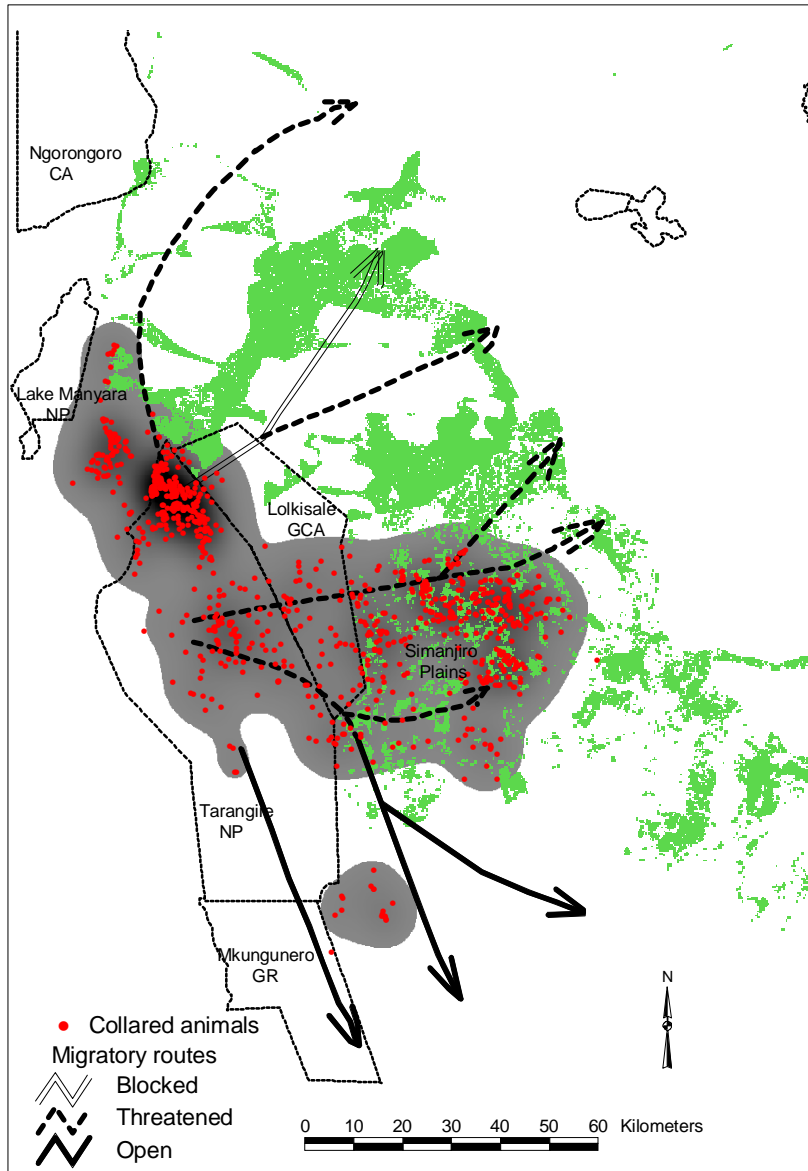 Ngorongoro
CA
Lake Manyara
NP
Lolkisale
GCA
Simanjiro
Plains
Tarangile
NP
Mkungunero
GR
N
Collared animals
Migratory routes
Blocked
Threatened
Open
0 10 20 30 40 50 60 Kilometers